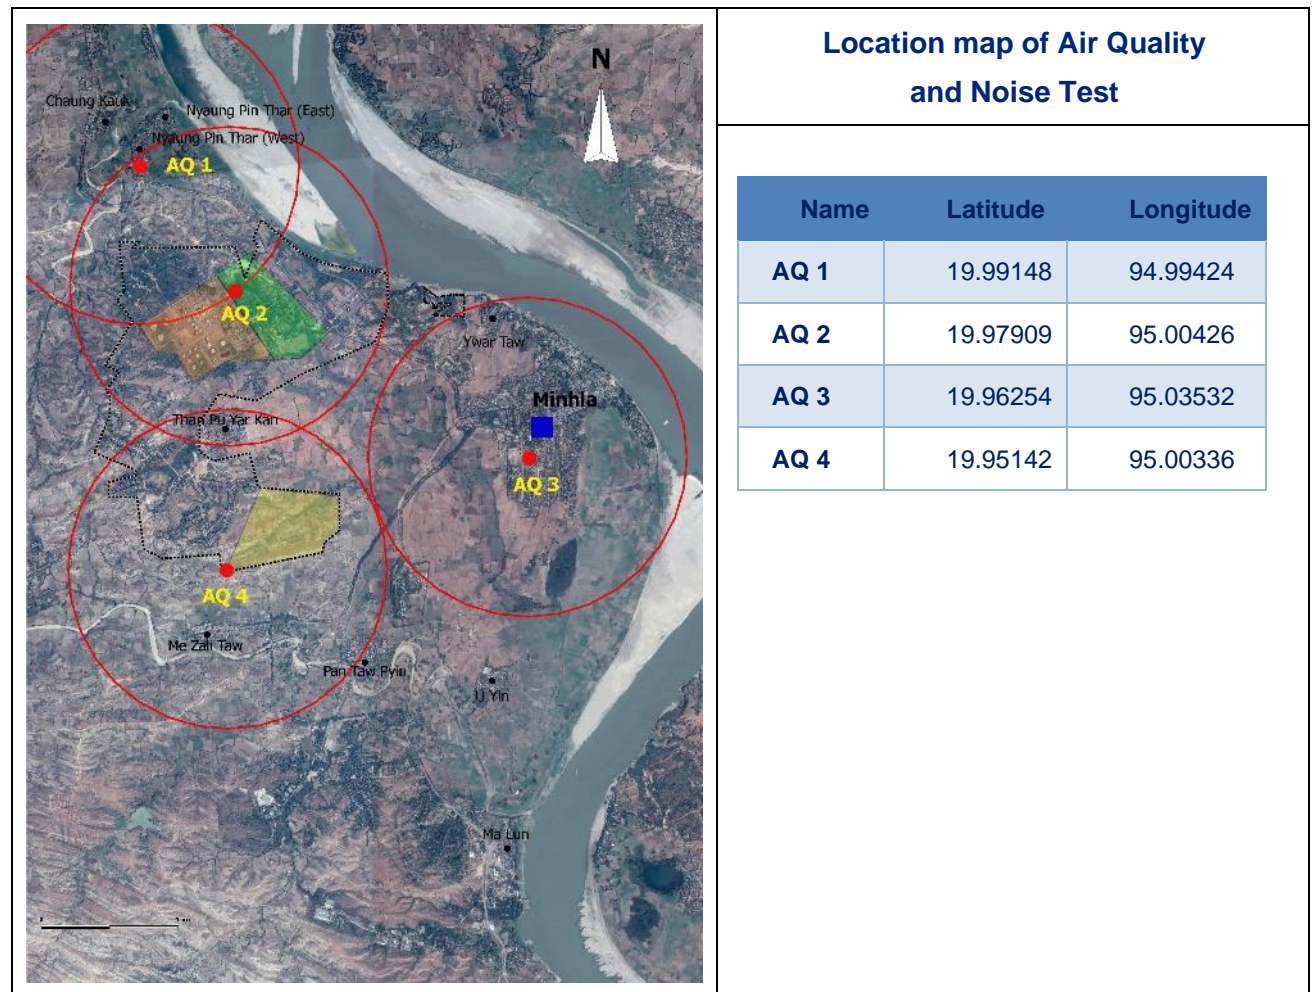 Location map of Air Quality
and Noise Test
N
Chaung Kauk
Nyaung Pin Thar (East)
Nyaung Pin Thar (West)
AQ 1
AQ 2
Ywar Taw
Minhla
Than Pu Yar Kan
AQ 3
AQ 4
Me Zali Taw
Pan Taw Pyin
U Yin
Ma Lun
Name Latitude Longitude
AQ 1 19.99148 94.99424
AQ 2 19.97909 95.00426
AQ 3 19.96254 95.03532
AQ 4 19.95142 95.00336